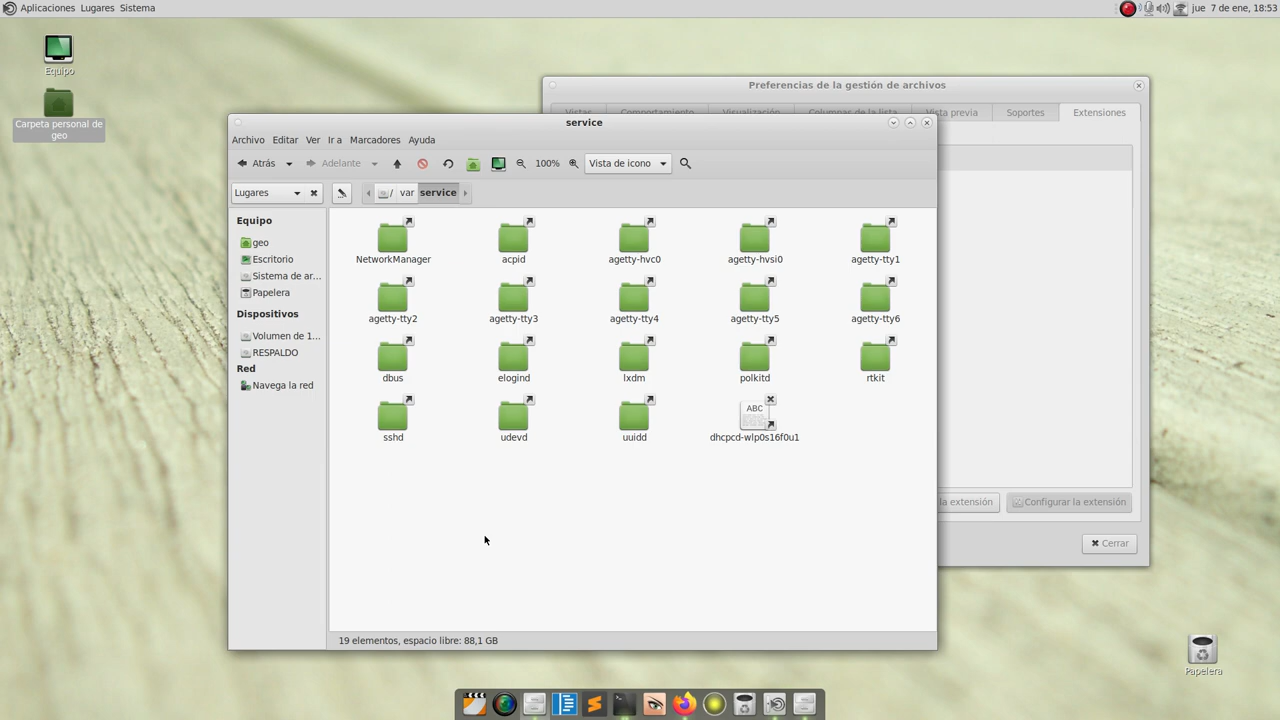 Aplicaciones Lugares Sistema
jue 7 de ene, 18:53
Equipo
Carpeta personal de
geo
Preferencias de la gestión de archivos
Vistas Comportamiento Visualización Columnas de la lista Vista previa Soportes Extensiones
service
Archivo Editar Ver Ir a Marcadores Ayuda
Atrás Adelante 100% Vista de icono
Lugares / var service
Equipo
geo
Escritorio
Sistema de ar...
Papelera
Dispositivos
Volumen de 1...
RESPALDO
Red
Navega la red
NetworkManager acpid agetty-hvc0 agetty-hvsi0 agetty-tty1
agetty-tty2 agetty-tty3 agetty-tty4 agetty-tty5 agetty-tty6
dbus elogind lxdm polkitd rtkit
ABC
sshd udevd uuidd dhcpcd-wlp0s16f0u1
la extensión Configurar la extensión
Cerrar
19 elementos, espacio libre: 88,1 GB
Papelera